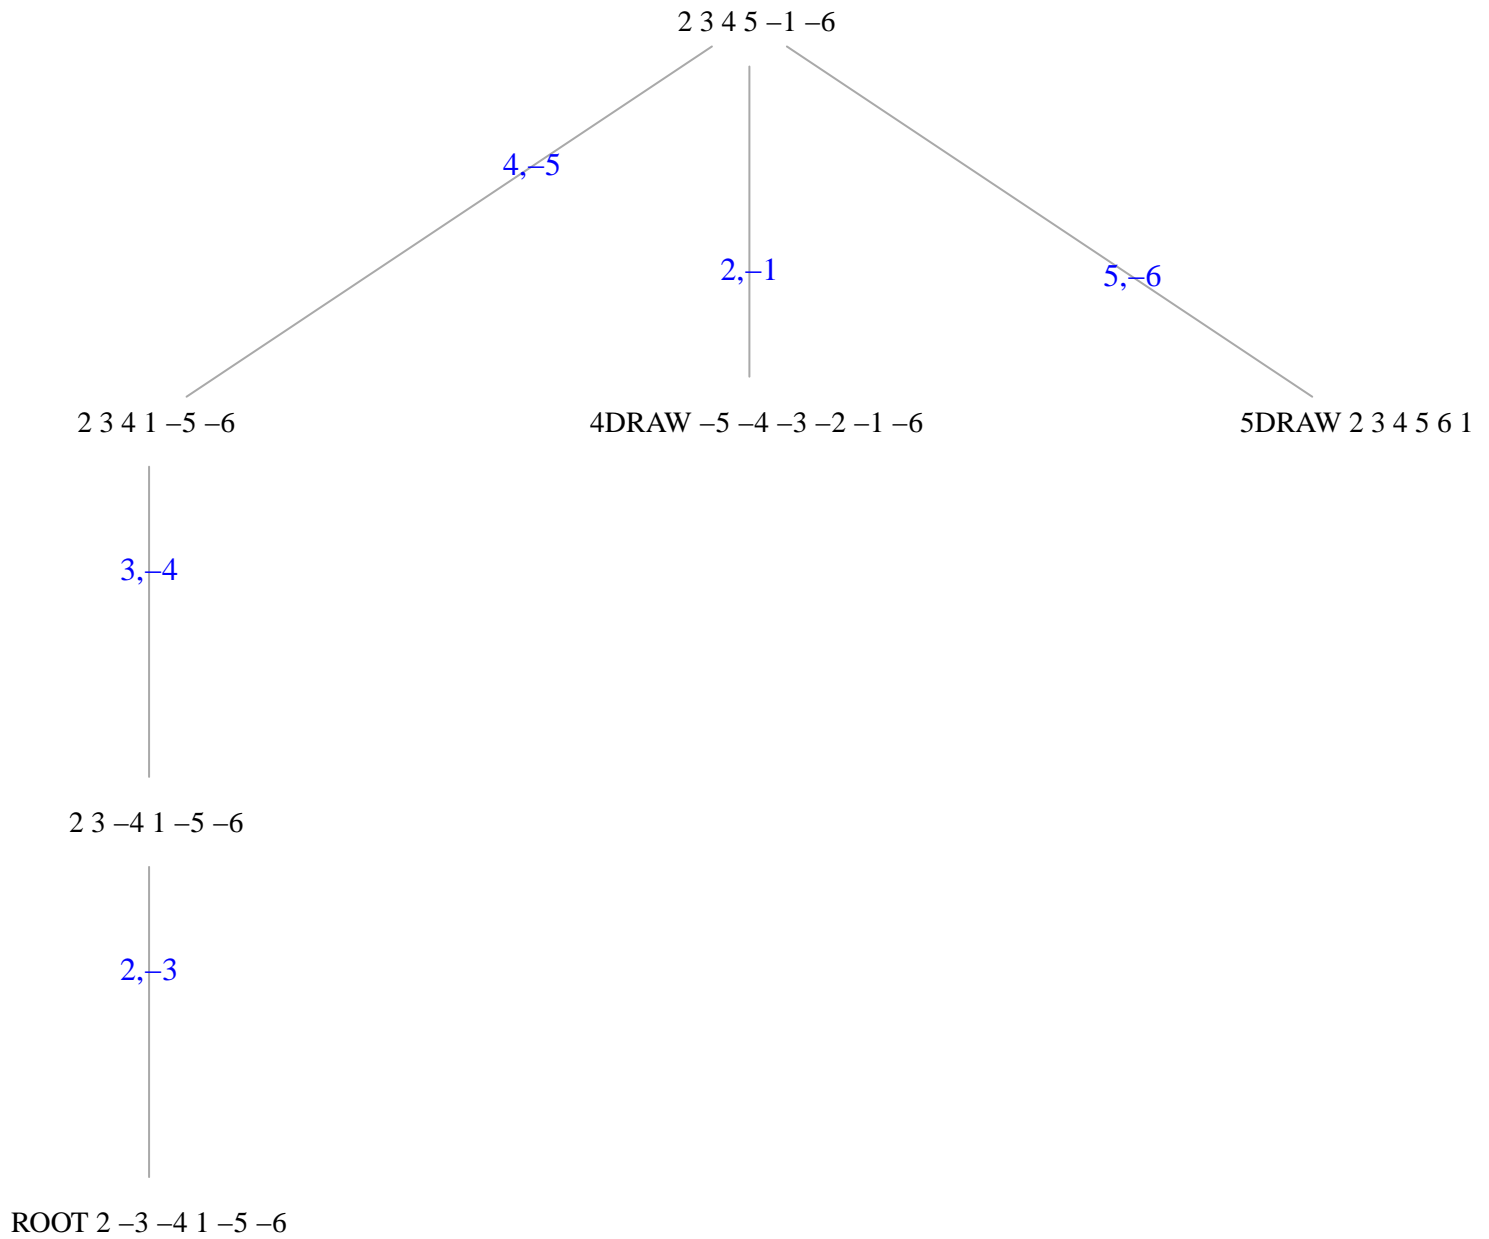 2 3 4 5 –1 –6
4,–5
2,–1
5,–6
2 3 4 1 –5 –6
4DRAW –5 –4 –3 –2 –1 –6
5DRAW 2 3 4 5 6 1
3,–4
2 3 –4 1 –5 –6
2,–3
ROOT 2 –3 –4 1 –5 –6